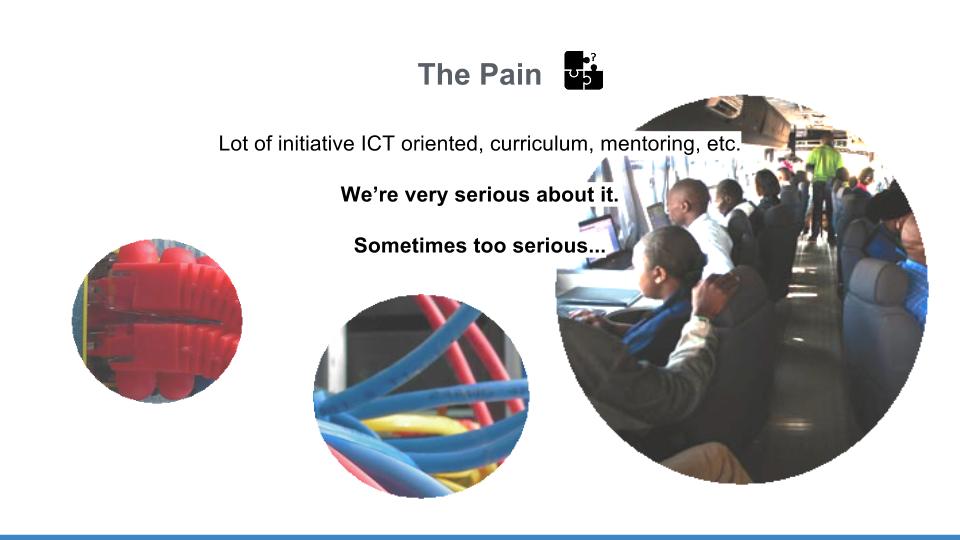 The Pain
Lot of initiative ICT oriented, curriculum, mentoring, etc.
We’re very serious about it.
Sometimes too serious...